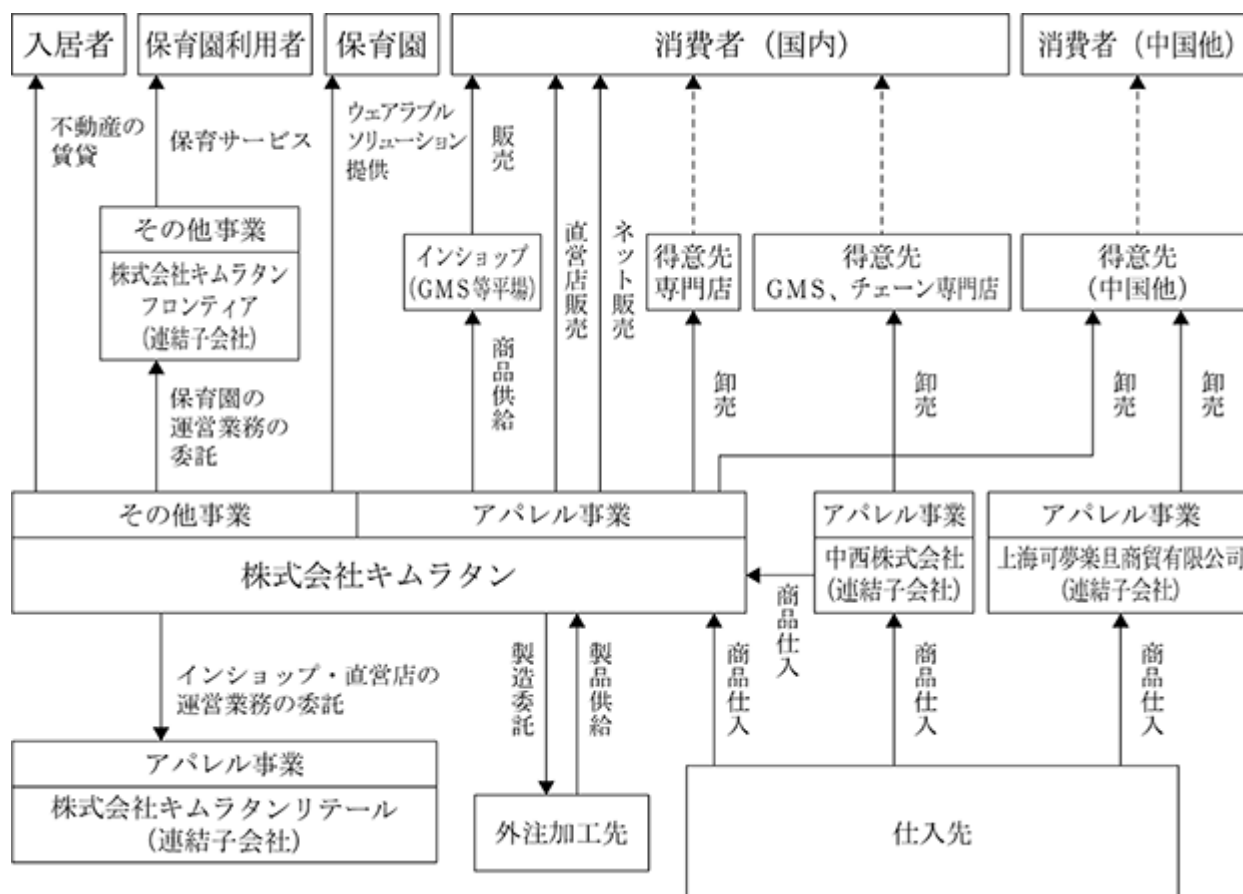 入居者
保育園利用者
保育園
消費者（国内）
消費者（中国他）
不動産の
賃貸
保育サービス
ウェアラブル
ソリューション
提供
販売
直営店販売
ネット販売
その他事業
株式会社キムラタン
フロンティア
(連結子会社)
インショップ
(GMS等平場)
得意先
専門店
得意先
GMS、チェーン専門店
得意先
(中国他)
保育園の
運営業務の
委託
商品供給
卸売
卸売
卸売
卸売
その他事業
アパレル事業
株式会社キムラタン
アパレル事業
中西株式会社
(連結子会社)
アパレル事業
上海可夢楽旦商貿有限公司
(連結子会社)
商品仕入
インショップ・直営店の
運営業務の委託
製造委託
製品供給
商品仕入
商品仕入
商品仕入
アパレル事業
株式会社キムラタンリテール
(連結子会社)
外注加工先
仕入先